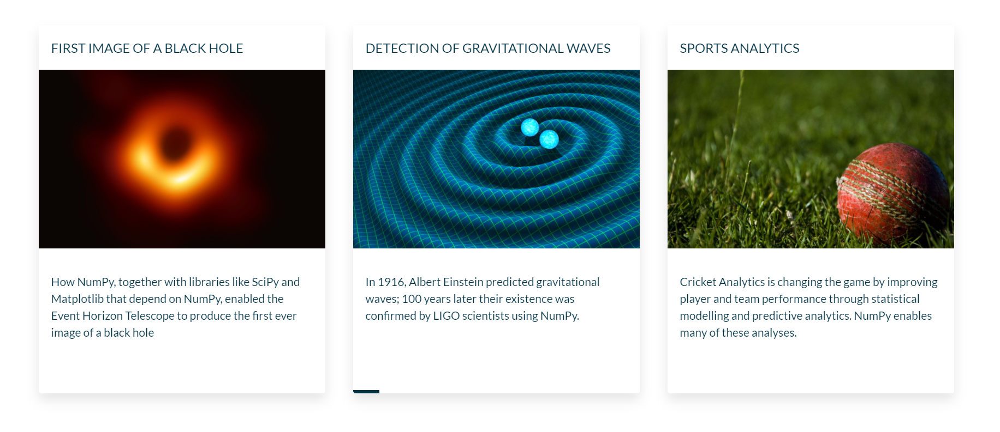 FIRST IMAGE OF A BLACK HOLE
How NumPy, together with libraries like SciPy and
Matplotlib that depend on NumPy, enabled the
Event Horizon Telescope to produce the first ever
image of a black hole
DETECTION OF GRAVITATIONAL WAVES
In 1916, Albert Einstein predicted gravitational
waves; 100 years later their existence was
confirmed by LIGO scientists using NumPy.
SPORTS ANALYTICS
Cricket Analytics is changing the game by improving
player and team performance through statistical
modelling and predictive analytics. NumPy enables
many of these analyses.